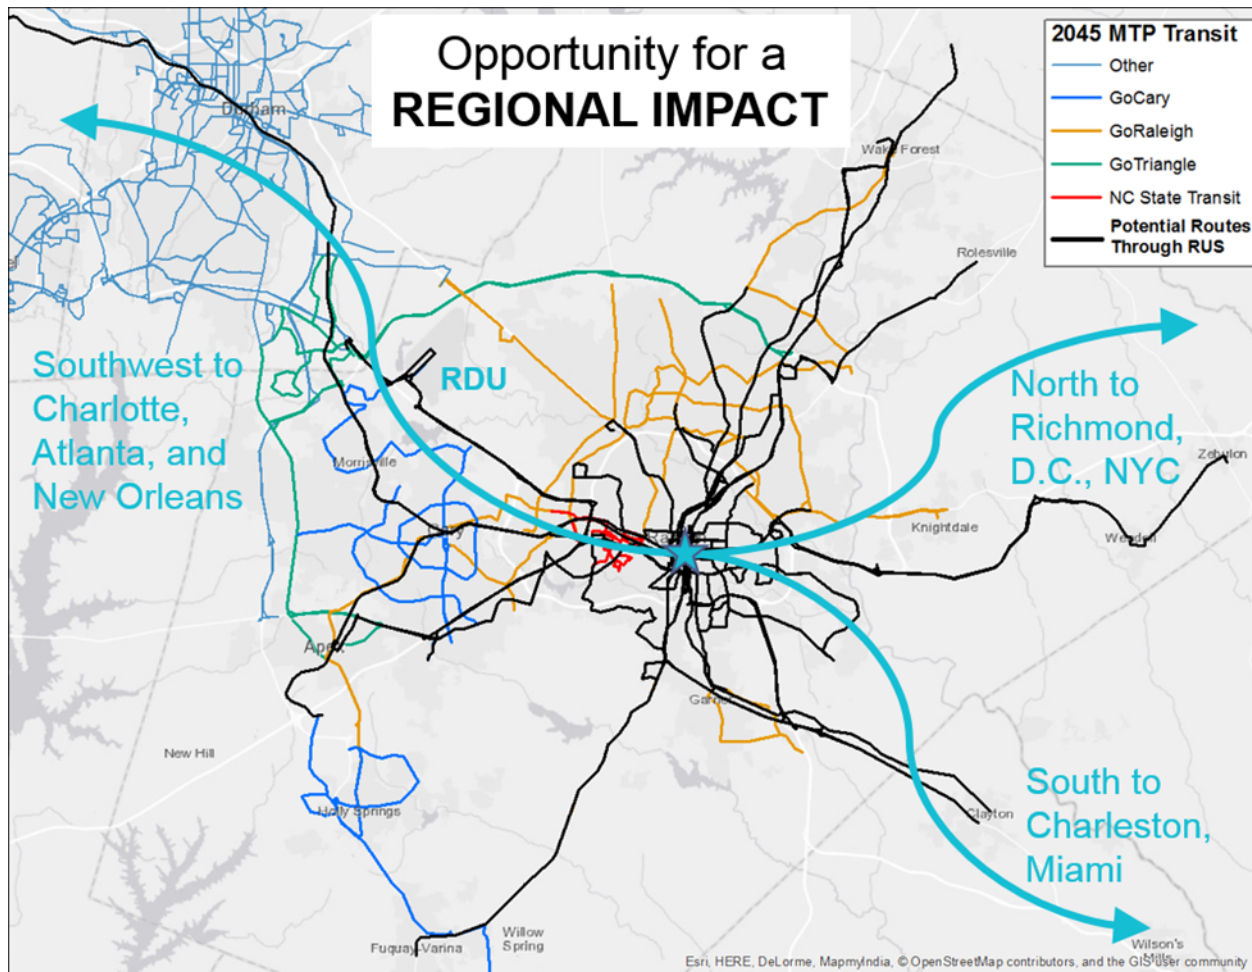 Opportunity for a
REGIONAL IMPACT
2045 MTP Transit
Other
GoCary
GoRaleigh
GoTriangle
NC State Transit
Potential Routes
Through RUS
Durham
Wake Forest
Rolesville
Southwest to
Charlotte,
Atlanta, and
New Orleans
RDU
North to
Richmond,
D.C., NYC
Morrisville
Zebulon
Knightdale
Wendell
Cary
Apex
Garner
New Hill
Holly Springs
Clayton
South to
Charleston,
Miami
Fuquay-Varina
Willow
Spring
Wilson's
Mills
Esri, HERE, DeLorme, MapmyIndia, © OpenStreetMap contributors, and the GIS user community